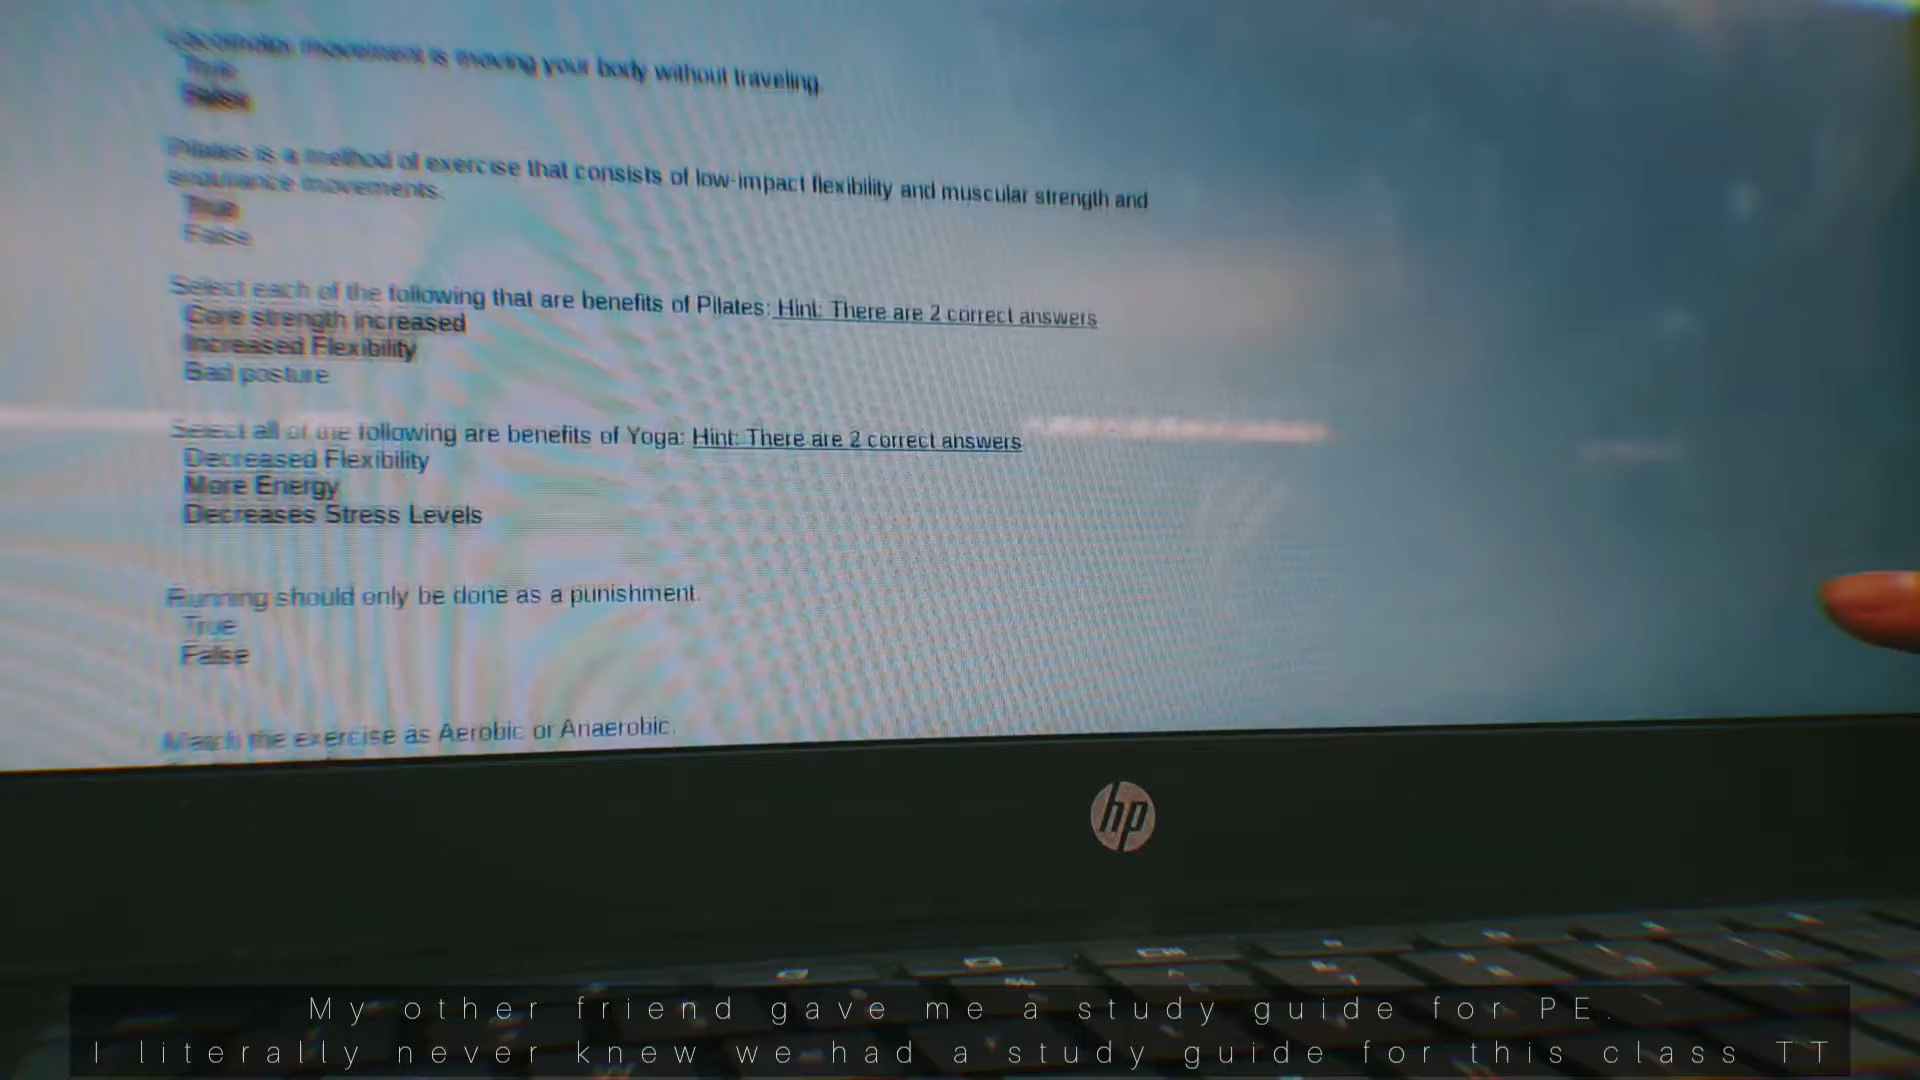 Locomotor movement is moving your body without traveling.
True
False
Pilates is a method of exercise that consists of low-impact flexibility and muscular strength and
endurance movements.
True
False
Select each of the following that are benefits of Pilates: Hint: There are 2 correct answers
Core strength increased
Increased Flexibility
Bad posture
Select all of the following are benefits of Yoga: Hint: There are 2 correct answers
Decreased Flexibility
More Energy
Decreases Stress Levels
Running should only be done as a punishment.
True
False
Match the exercise as Aerobic or Anaerobic.
hp
My other friend gave me a study guide for PE.
I literally never knew we had a study guide for this class TT